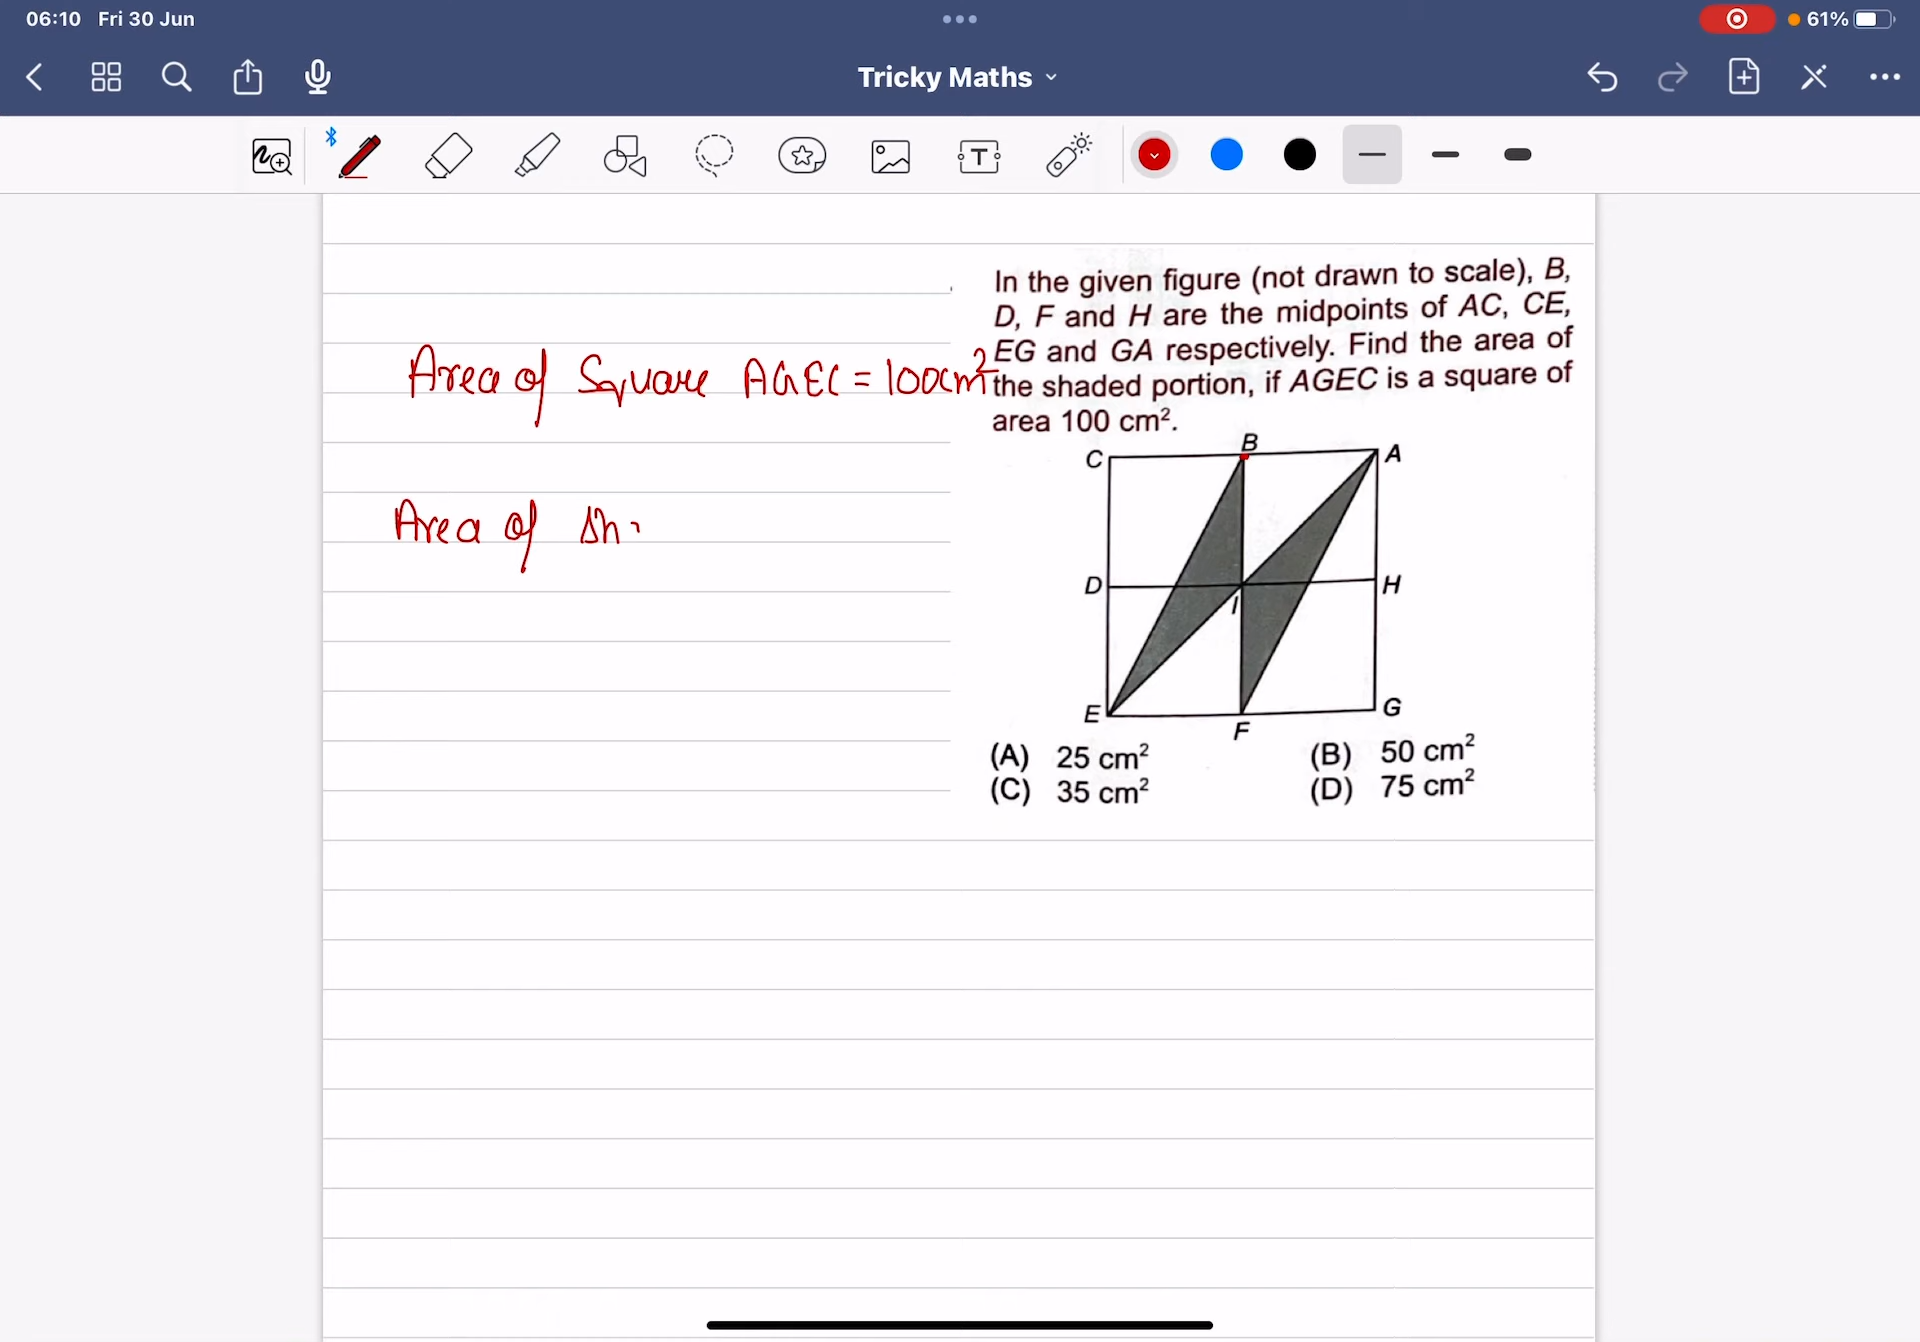 06:10 Fri 30 Jun
61%
Tricky Maths
T
In the given figure (not drawn to scale), B,
D, F and H are the midpoints of AC, CE,
EG and GA respectively. Find the area of
the shaded portion, if AGEC is a square of
area 100 cm².
Area of Square AGEC = 100cm²
Area of Sh
B
C
A
D
H
I
E
G
F
(A) 25 cm² (B) 50 cm²
(C) 35 cm² (D) 75 cm²